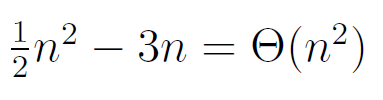 ½n² − 3n = Θ(n²)